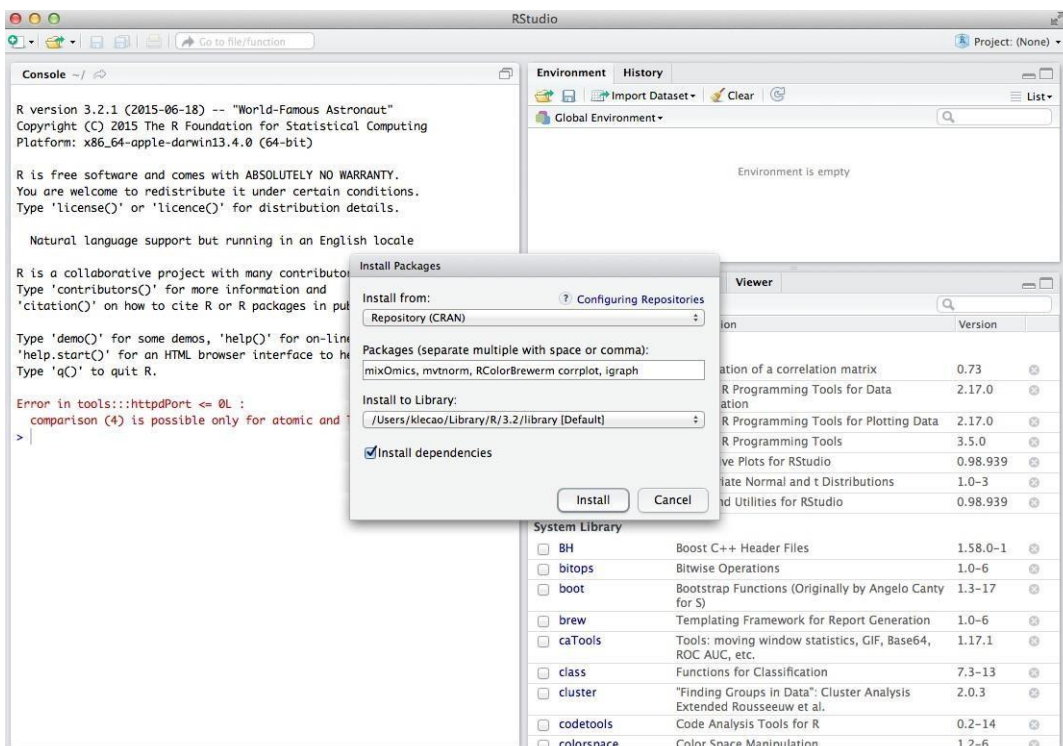 RStudio
Go to file/function
Project: (None)
Console ~/
R version 3.2.1 (2015-06-18) -- "World-Famous Astronaut"
Copyright (C) 2015 The R Foundation for Statistical Computing
Platform: x86_64-apple-darwin13.4.0 (64-bit)
R is free software and comes with ABSOLUTELY NO WARRANTY.
You are welcome to redistribute it under certain conditions.
Type 'license()' or 'licence()' for distribution details.
Natural language support but running in an English locale
R is a collaborative project with many
Type 'contributors()' for more information and
'citation()' on how to cite R or R packages in
Type 'demo()' for some demos, 'help()' for
'help.start()' for an HTML browser interface to
Type 'q()' to quit R.
Error in tools:::httpdPort <= 0L :
comparison (4) is possible only for atomic and
>
Environment History
Import Dataset Clear List
Global Environment
Environment is empty
Install Packages
Install from: ? Configuring Repositories
Repository (CRAN)
Packages (separate multiple with space or comma):
mixOmics, mvtnorm, RColorBrewerm corrplot, igraph
Install to Library:
/Users/klecao/Library/R/3.2/library [Default]
Install dependencies
Install Cancel
Viewer
Version
of a correlation matrix 0.73
R Programming Tools for Data 2.17.0
R Programming Tools for Plotting Data 2.17.0
R Programming Tools 3.5.0
Plots for RStudio 0.98.939
Normal and t Distributions 1.0-3
Utilities for RStudio 0.98.939
System Library
BH Boost C++ Header Files 1.58.0-1
bitops Bitwise Operations 1.0-6
boot Bootstrap Functions (Originally by Angelo Canty 1.3-17
for S)
brew Templating Framework for Report Generation 1.0-6
caTools Tools: moving window statistics, GIF, Base64, 1.17.1
ROC AUC, etc.
class Functions for Classification 7.3-13
cluster "Finding Groups in Data": Cluster Analysis 2.0.3
Extended Rousseeuw et al.
codetools Code Analysis Tools for R 0.2-14
colorspace Color Space Manipulation 1.2-6